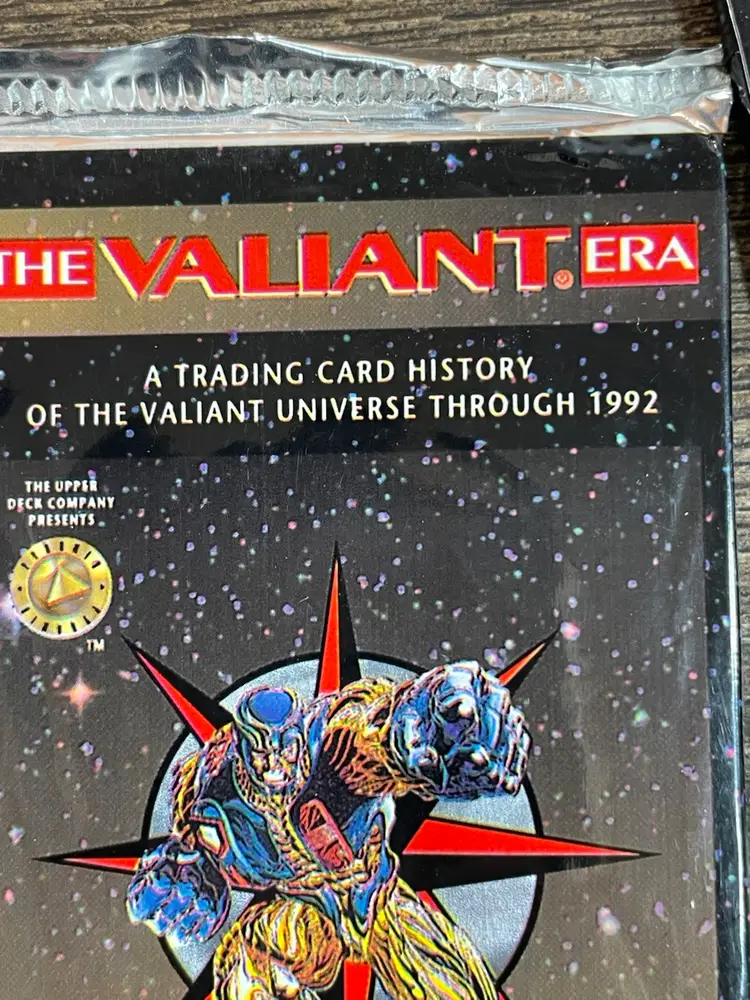 THE VALIANT® ERA
A TRADING CARD HISTORY
OF THE VALIANT UNIVERSE THROUGH 1992
THE UPPER
DECK COMPANY
PRESENTS
TM